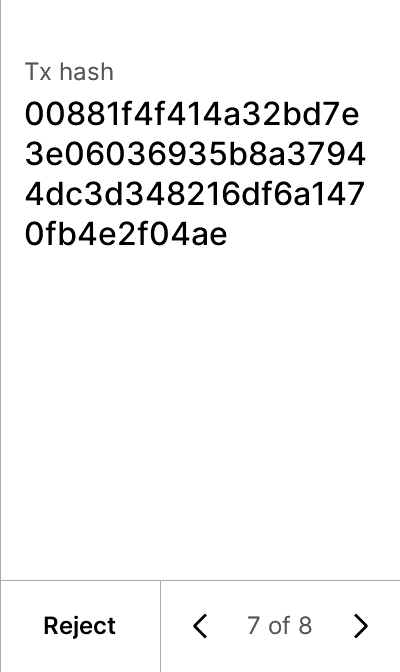 Tx hash
00881f4f414a32bd7e
3e06036935b8a3794
4dc3d348216df6a147
0fb4e2f04ae
Reject
7 of 8